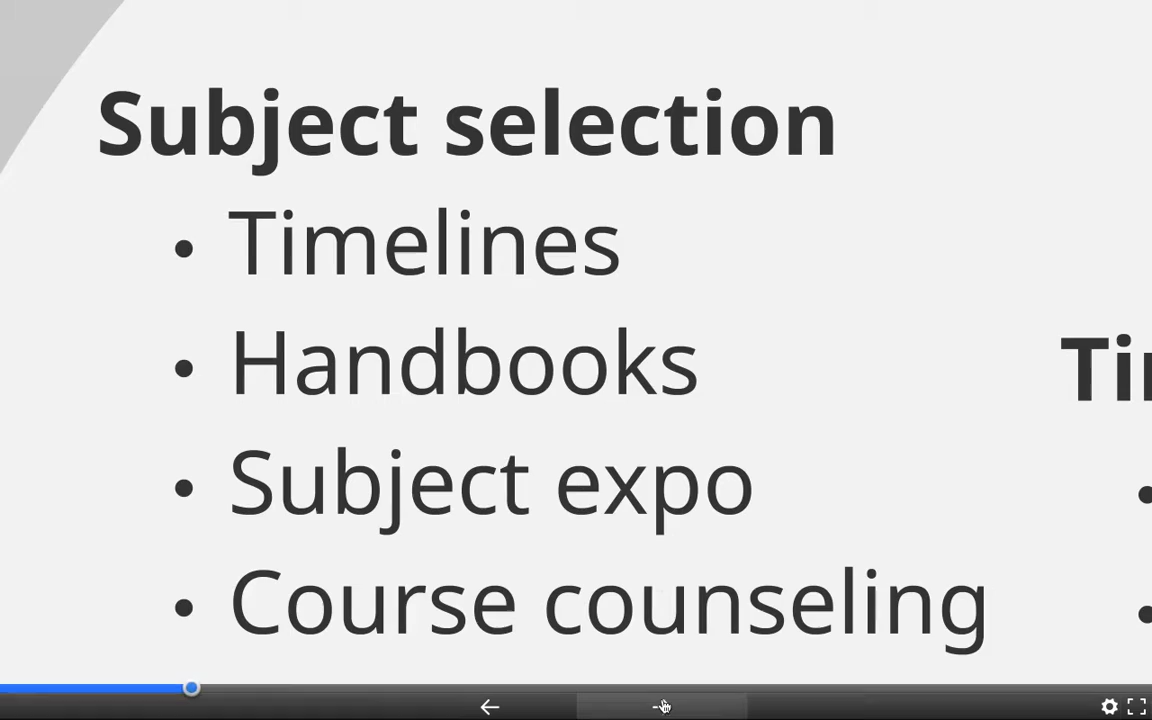 Subject selection
• Timelines
• Handbooks
• Subject expo
• Course counseling